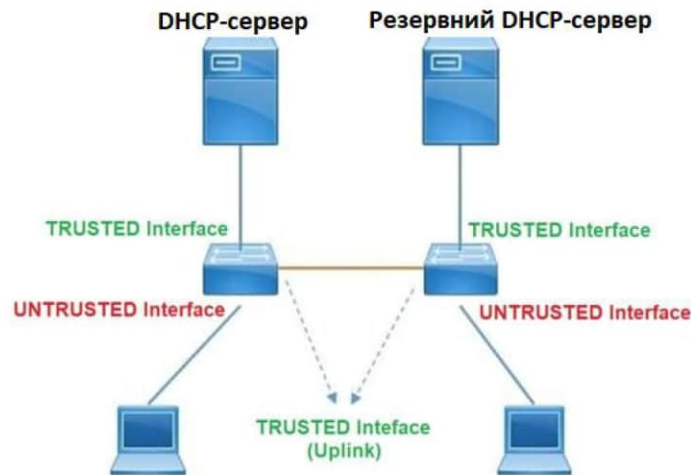 DHCP-сервер
Резервний DHCP-сервер
TRUSTED Interface
TRUSTED Interface
UNTRUSTED Interface
UNTRUSTED Interface
TRUSTED Inteface
(Uplink)